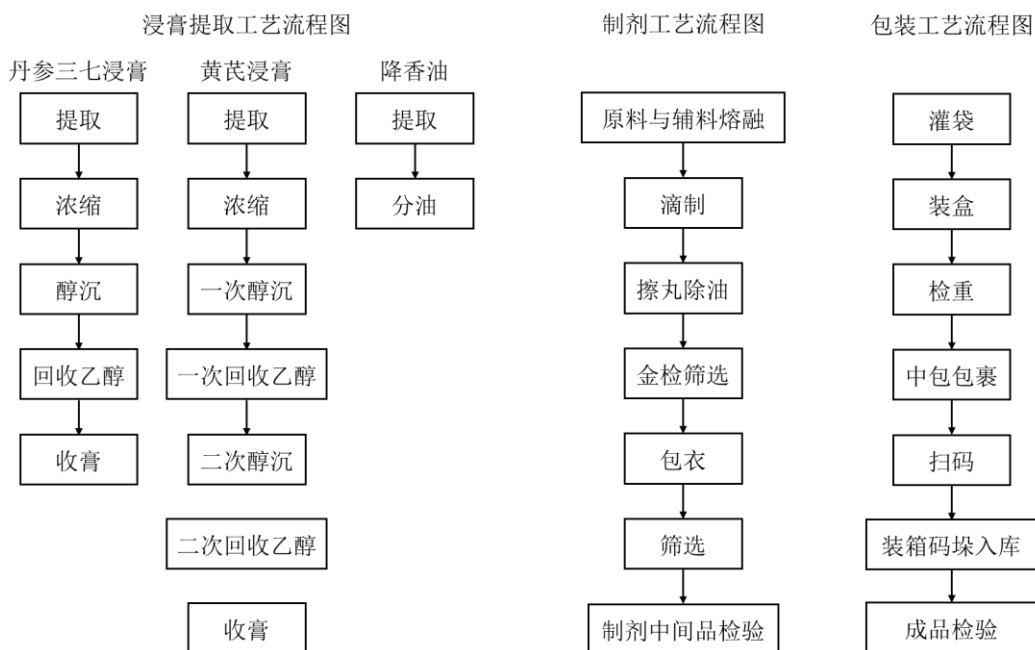 浸膏提取工艺流程图
丹参三七浸膏
提取
浓缩
醇沉
回收乙醇
收膏
黄芪浸膏
提取
浓缩
一次醇沉
一次回收乙醇
二次醇沉
二次回收乙醇
收膏
降香油
提取
分油
制剂工艺流程图
原料与辅料熔融
滴制
擦丸除油
金检筛选
包衣
筛选
制剂中间品检验
包装工艺流程图
灌袋
装盒
检重
中包包裹
扫码
装箱码垛入库
成品检验